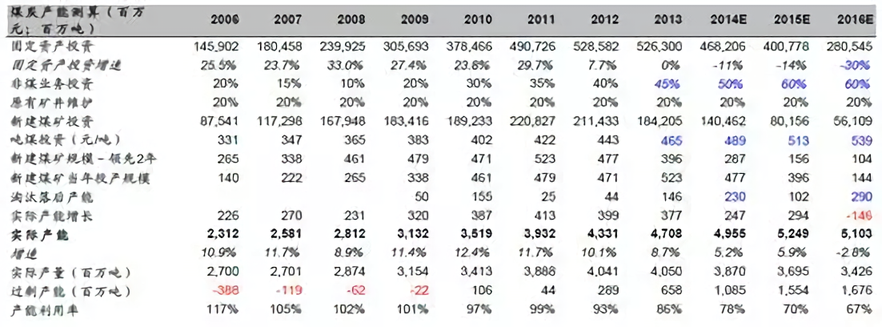 煤炭产能测算（百万元；百万吨） 2006 2007 2008 2009 2010 2011 2012 2013 2014E 2015E 2016E
固定资产投资 145,902 180,458 239,925 305,693 378,466 490,726 528,582 526,300 468,206 400,778 280,545
固定资产投资增速 25.5% 23.7% 33.0% 27.4% 23.8% 29.7% 7.7% 0% -11% -14% -30%
非煤业务投资 20% 15% 10% 20% 30% 35% 40% 45% 50% 60% 60%
原有矿井维护 20% 20% 20% 20% 20% 20% 20% 20% 20% 20% 20%
新建煤矿投资 87,541 117,298 167,948 183,416 189,233 220,827 211,433 184,205 140,462 80,156 56,109
吨煤投资（元/吨） 331 347 365 383 402 422 443 465 489 513 539
新建煤矿规模－领先2年 265 338 461 479 471 523 477 396 287 156 104
新建煤矿当年投产规模 140 222 265 338 461 479 471 523 477 396 144
淘汰落后产能 50 155 25 44 146 230 102 290
实际产能增长 226 270 231 320 387 413 399 377 247 294 -146
实际产能 2,312 2,581 2,812 3,132 3,519 3,932 4,331 4,708 4,955 5,249 5,103
增速 10.9% 11.7% 8.9% 11.4% 12.4% 11.7% 10.1% 8.7% 5.2% 5.9% -2.8%
实际产量（百万吨） 2,700 2,701 2,874 3,154 3,413 3,888 4,041 4,050 3,870 3,695 3,426
过剩产能（百万吨） -388 -119 -62 -22 106 44 289 658 1,085 1,554 1,676
产能利用率 117% 105% 102% 101% 97% 99% 93% 86% 78% 70% 67%